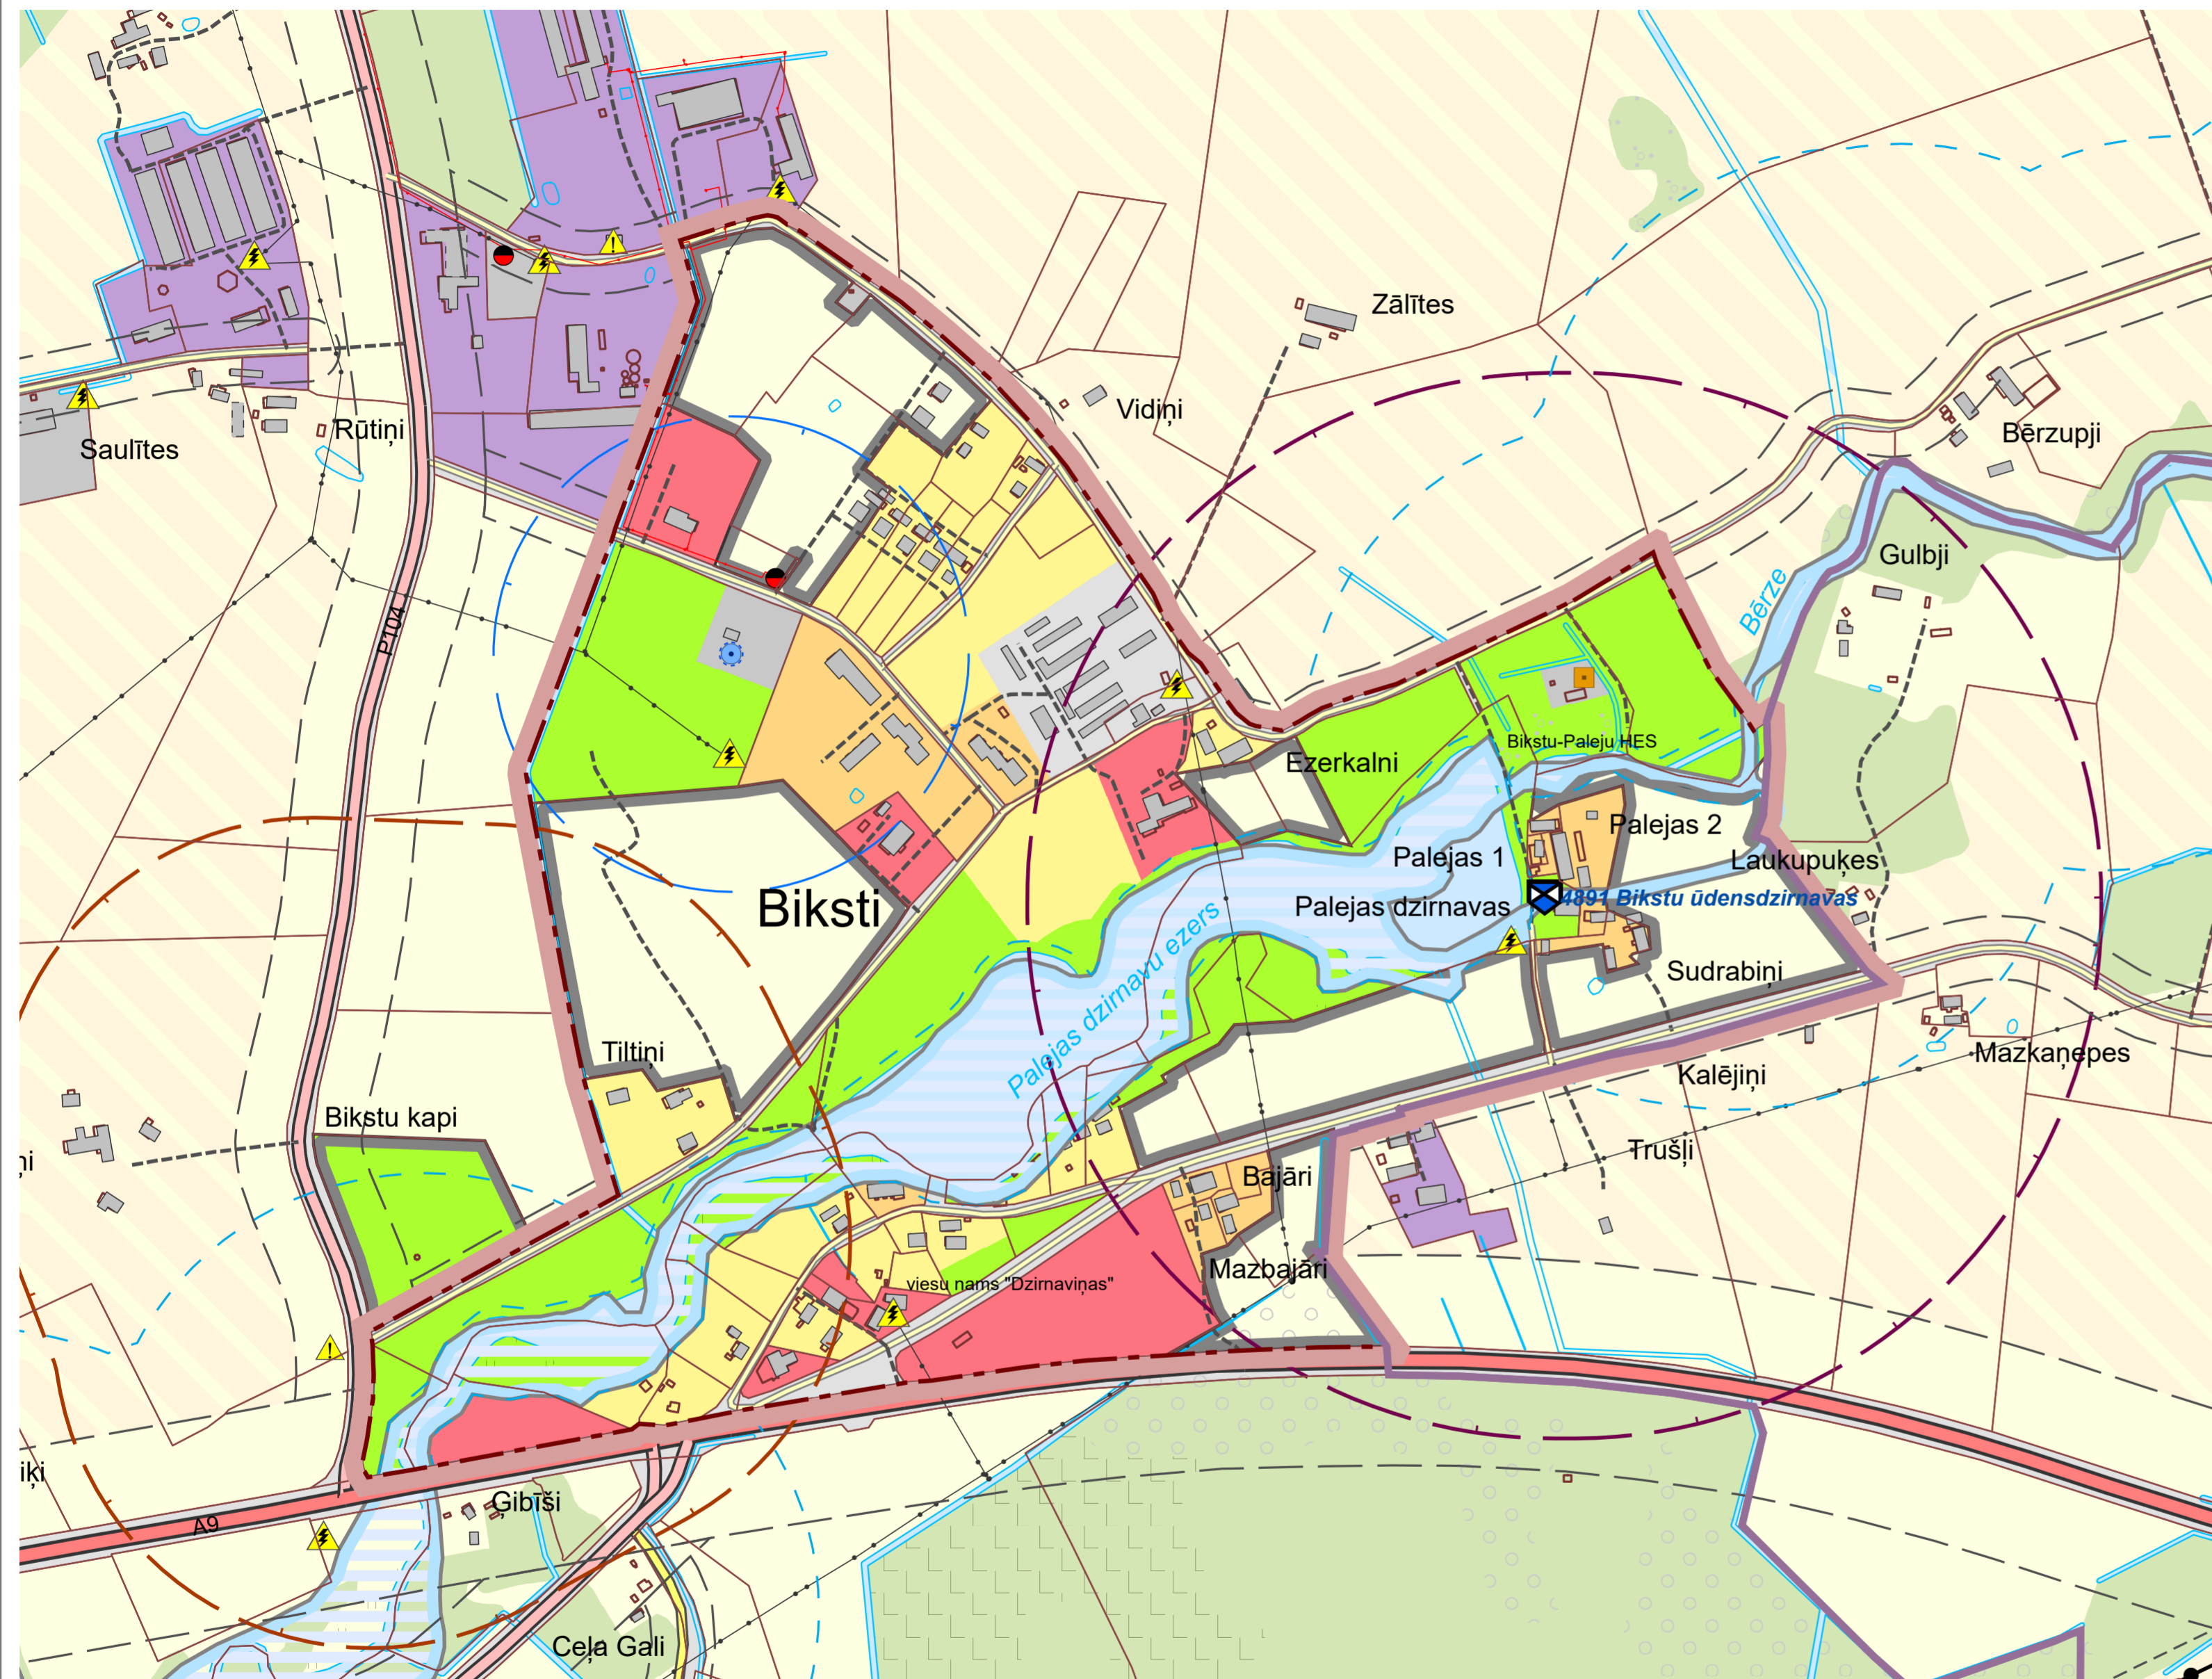 Zālītes
Vidiņi
Bērzupji
Rūtiņi
Saulītes
Gulbji
Bērze
P104
Bikstu-Paleju HES
Ezerkalni
Palejas 2
Palejas 1
Laukupuķes
4891 Bikstu ūdensdzirnavas
Palejas dzirnavas
Biksti
Sudrabiņi
Palejas dzirnavu ezers
Tiltiņi
Mazkaņepes
Kalējiņi
Bikstu kapi
Trušļi
Bajāri
Mazbajāri
viesu nams "Dzirnaviņas"
Ģibīši
A9
Ceļa Gali